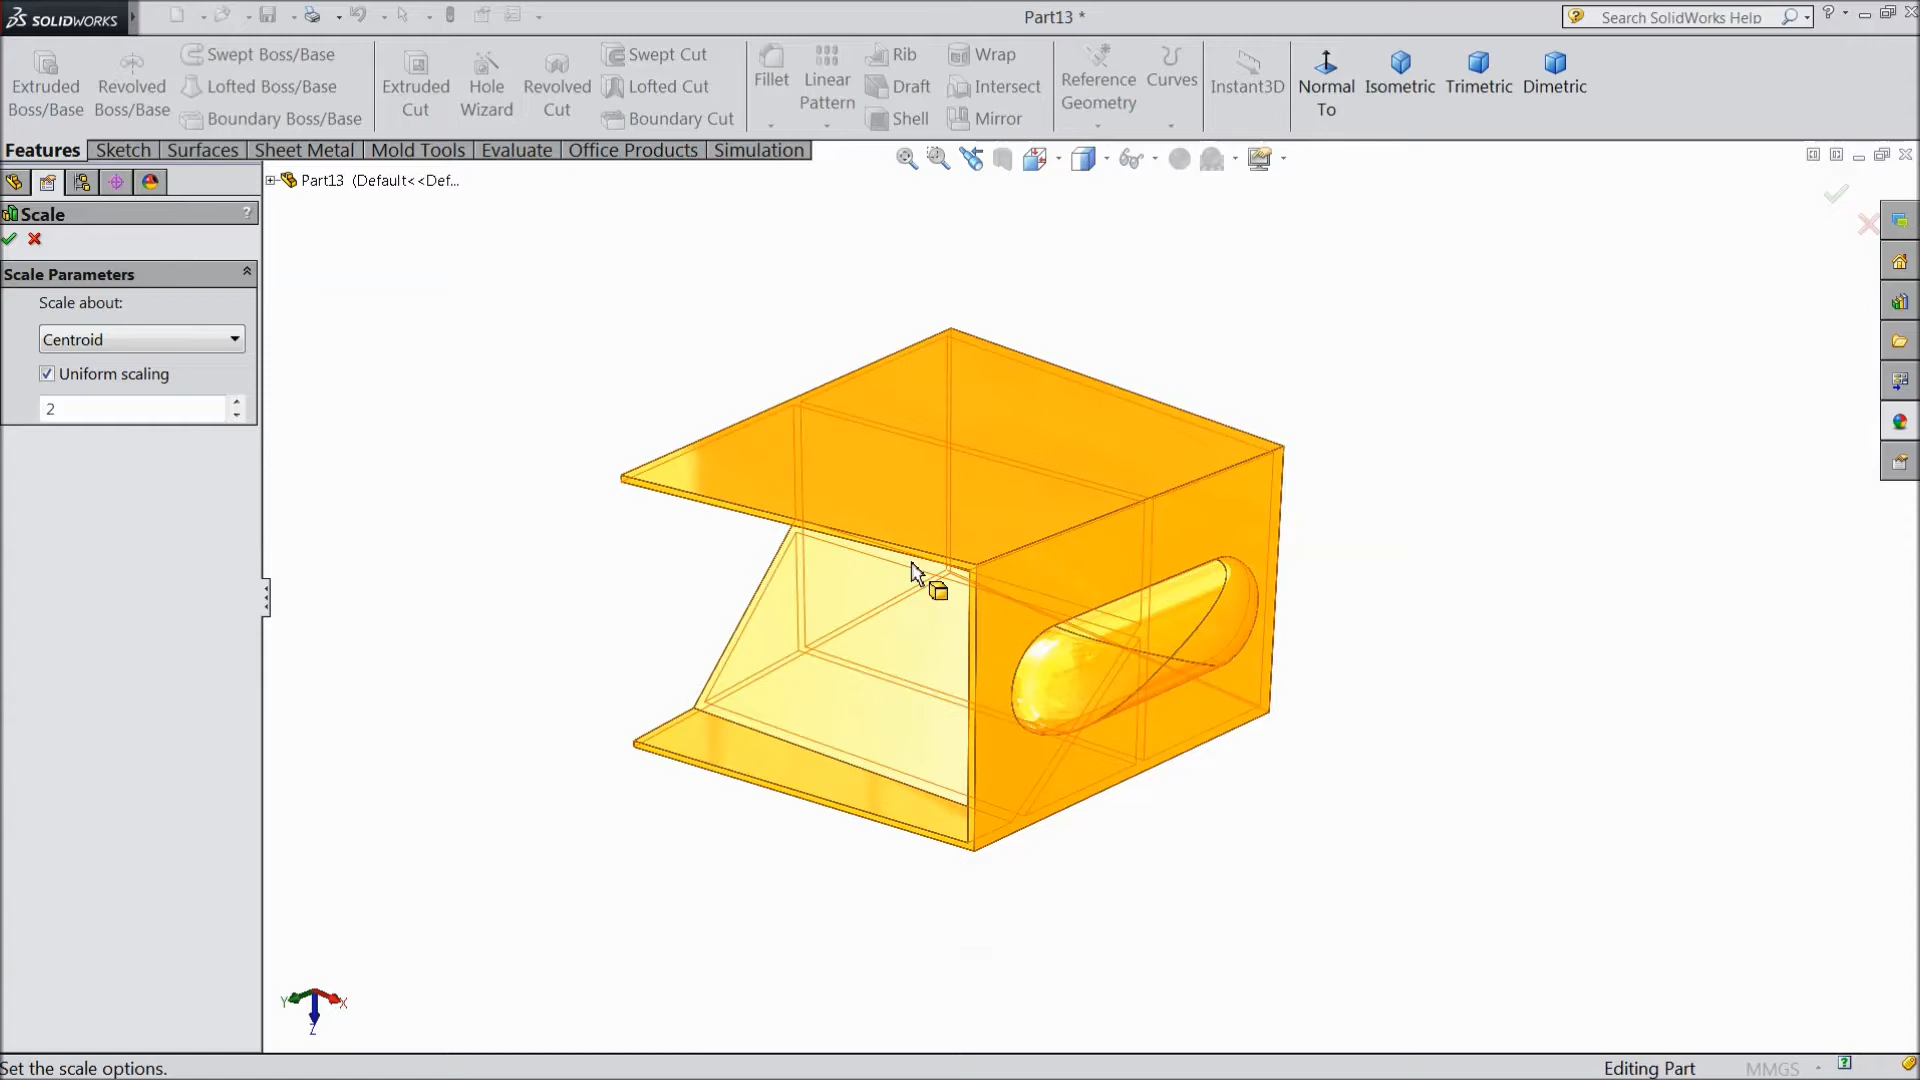 SOLIDWORKS
Part13 *
Search SolidWorks Help
Extruded Boss/Base
Revolved Boss/Base
Swept Boss/Base
Lofted Boss/Base
Boundary Boss/Base
Extruded Cut
Hole Wizard
Revolved Cut
Swept Cut
Lofted Cut
Boundary Cut
Fillet
Linear Pattern
Rib
Draft
Shell
Wrap
Intersect
Mirror
Reference Geometry
Curves
Instant3D
Normal To
Isometric
Trimetric
Dimetric
Features Sketch Surfaces Sheet Metal Mold Tools Evaluate Office Products Simulation
Part13 (Default<<Def...
Scale ?
Scale Parameters
Scale about:
Centroid
Uniform scaling
2
Y X
Z
Set the scale options.
Editing Part MMGS